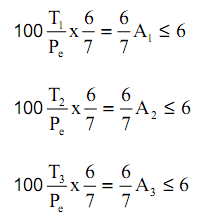 100 T₁/Pₑ x 6/7 = 6/7 A₁ ≤ 6
100 T₂/Pₑ x 6/7 = 6/7 A₂ ≤ 6
100 T₃/Pₑ x 6/7 = 6/7 A₃ ≤ 6